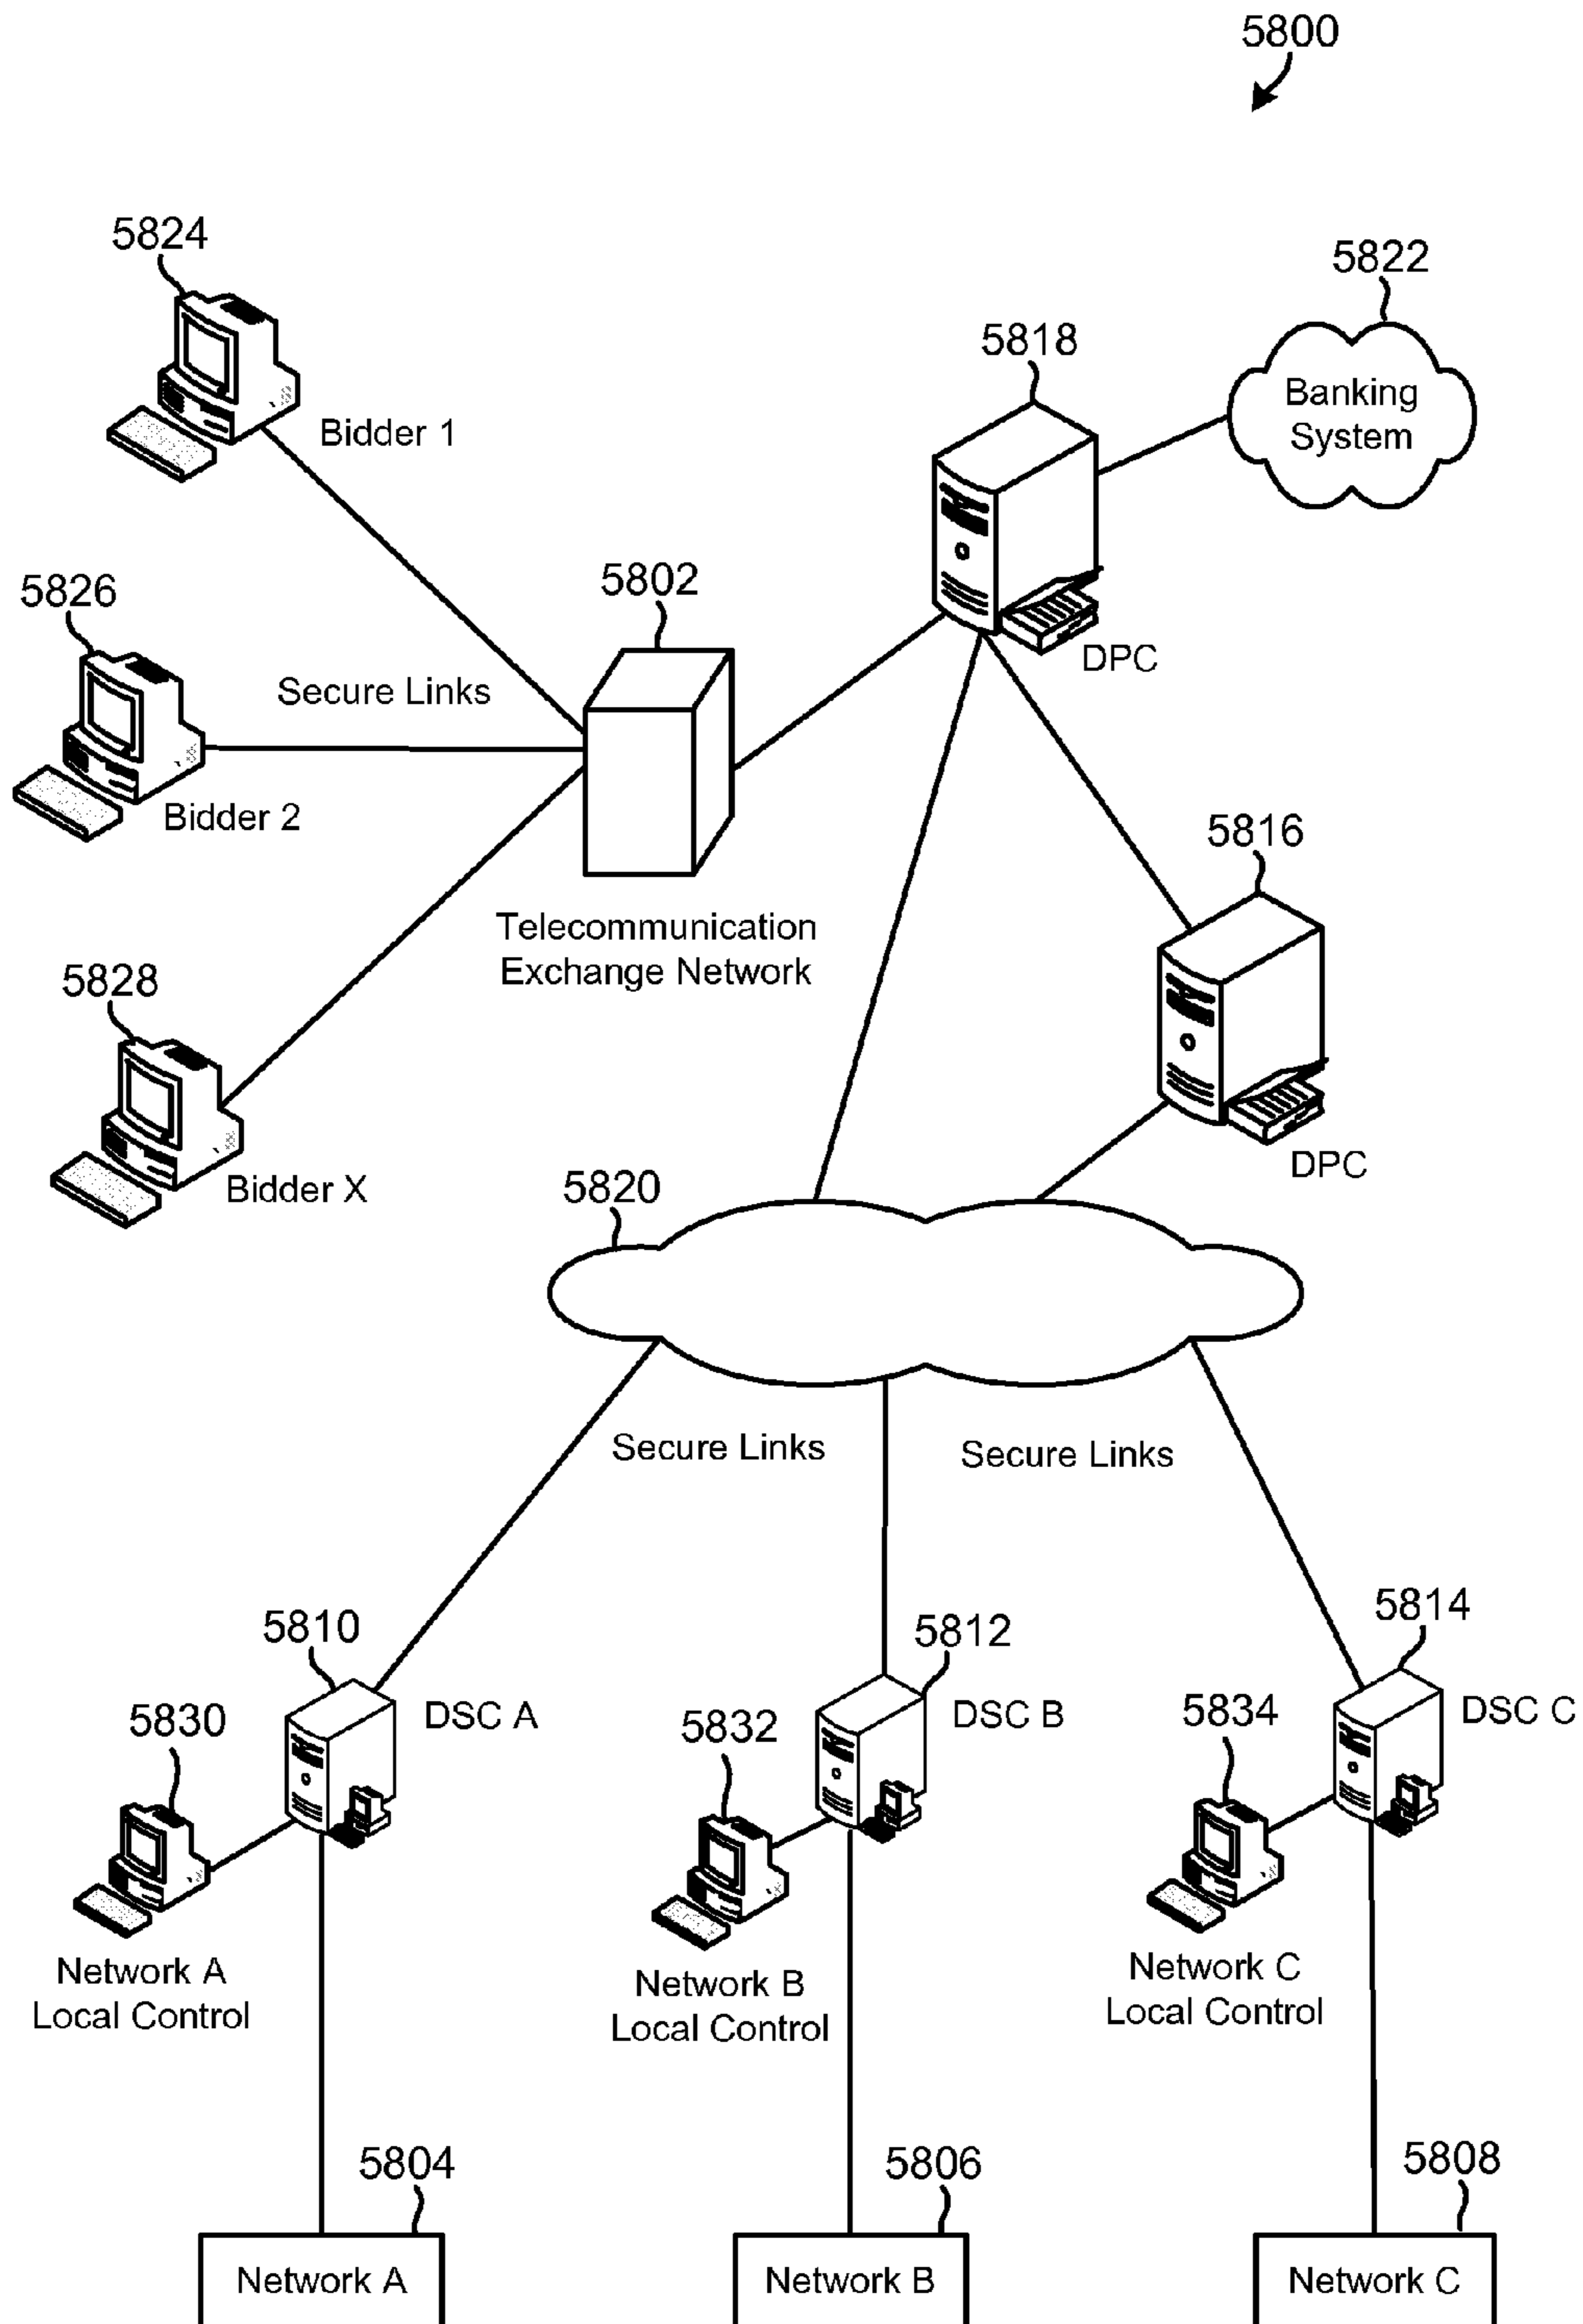 5800
5824
5822
Banking
System
5818
Bidder 1
5826
5802
DPC
Secure Links
Bidder 2
5816
Telecommunication
Exchange Network
5828
DPC
Bidder X
5820
Secure Links
Secure Links
5810
5812
5814
DSC A
DSC B
DSC C
5830
5832
5834
Network A
Local Control
Network B
Local Control
Network C
Local Control
5804
5806
5808
Network A
Network B
Network C